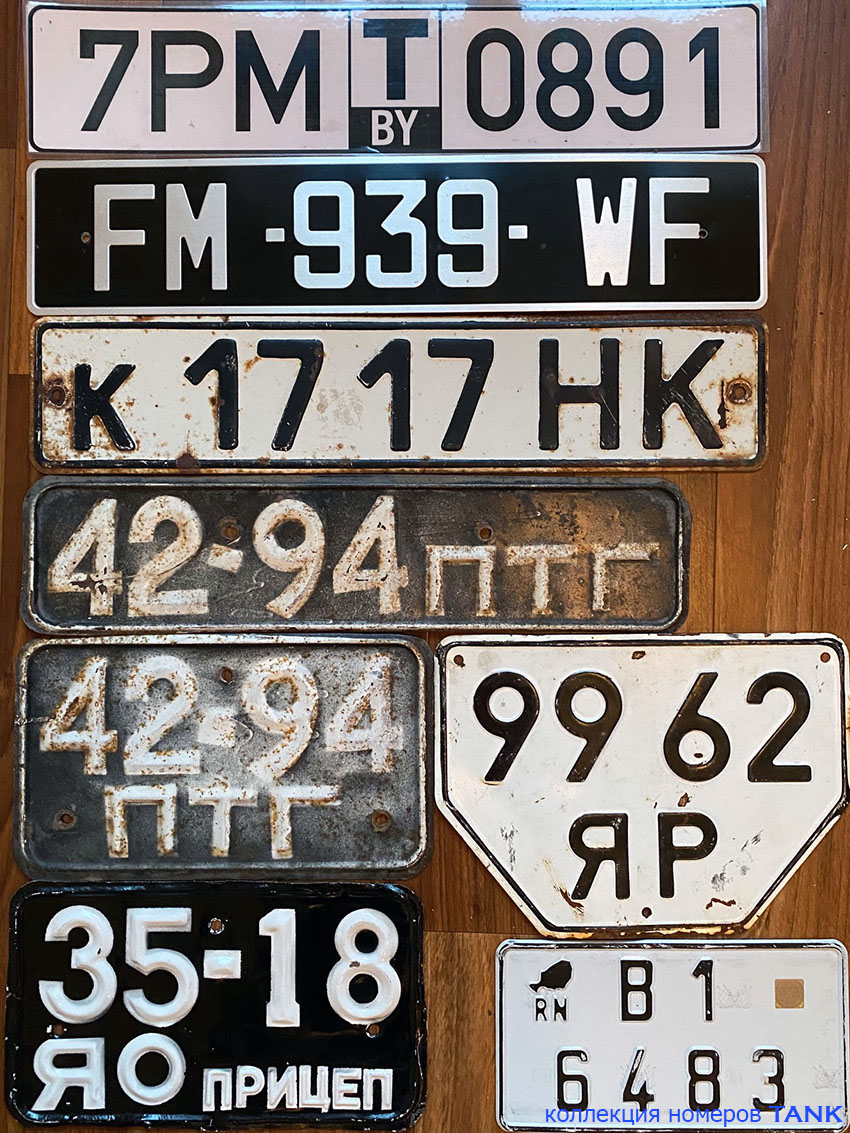 7PM T BY 0891
FM -939- WF
к 1717 НК
42-94 ПТГ
42-94
ПТГ
99 62
ЯР
35-18
ЯО ПРИЦЕП
B 1
RN
6483
коллекция номеров TANK